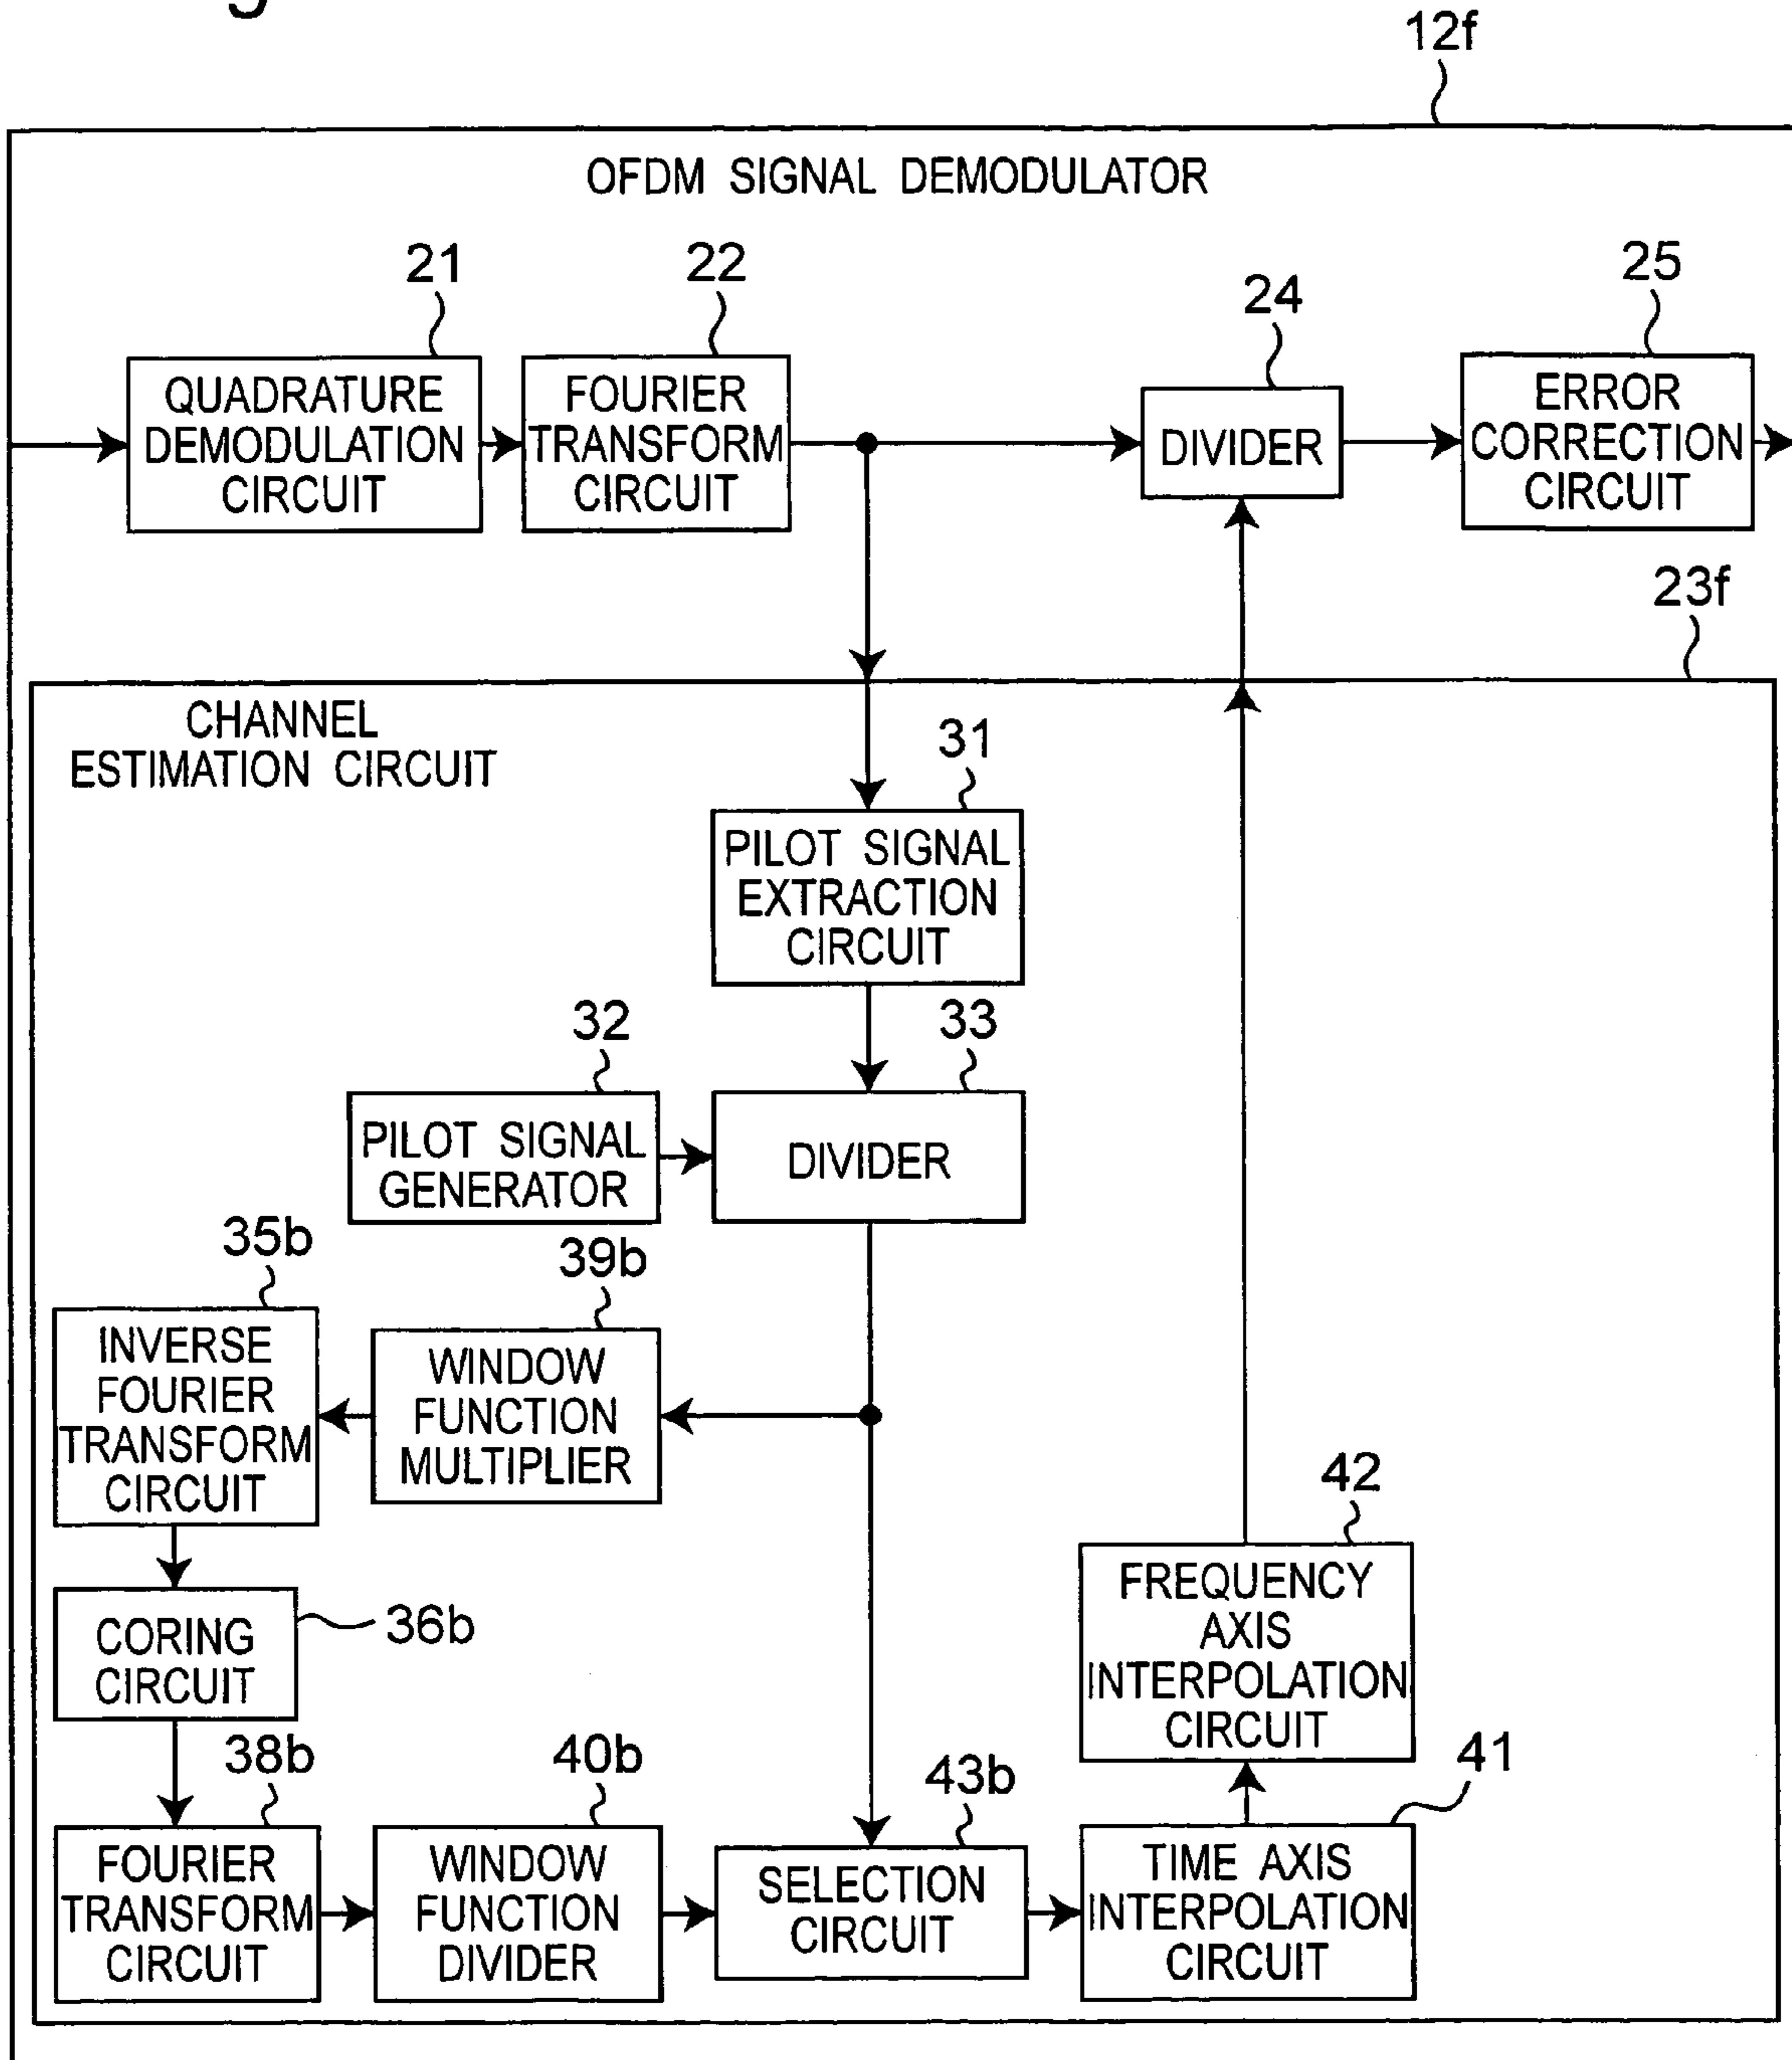 12f
OFDM SIGNAL DEMODULATOR
21
22
24
25
QUADRATURE
DEMODULATION
CIRCUIT
FOURIER
TRANSFORM
CIRCUIT
DIVIDER
ERROR
CORRECTION
CIRCUIT
23f
CHANNEL
ESTIMATION CIRCUIT
31
PILOT SIGNAL
EXTRACTION
CIRCUIT
32
33
PILOT SIGNAL
GENERATOR
DIVIDER
35b
39b
INVERSE
FOURIER
TRANSFORM
CIRCUIT
WINDOW
FUNCTION
MULTIPLIER
42
FREQUENCY
AXIS
INTERPOLATION
CIRCUIT
36b
CORING
CIRCUIT
38b
40b
43b
41
FOURIER
TRANSFORM
CIRCUIT
WINDOW
FUNCTION
DIVIDER
SELECTION
CIRCUIT
TIME AXIS
INTERPOLATION
CIRCUIT